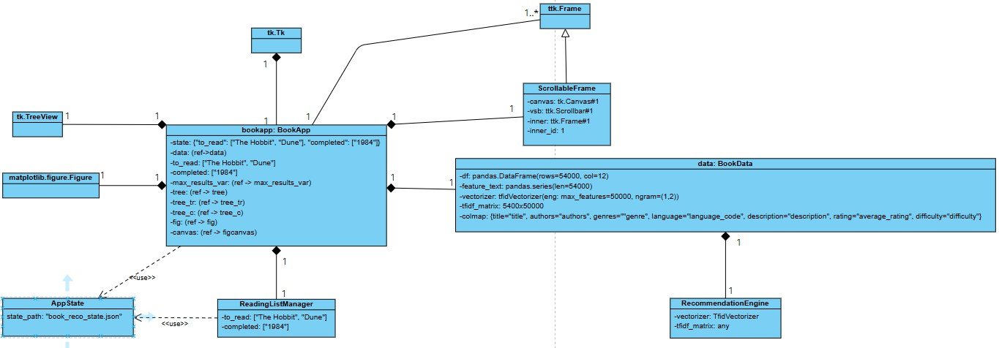 ttk.Frame
1..*
tk.Tk
1
1
1
tk.TreeView
1
1
matplotlib.figure.Figure
1
1
bookapp: BookApp
-state: {"to_read": ["The Hobbit", "Dune"], "completed": ["1984"]}
-data: (ref->data)
-to_read: ["The Hobbit", "Dune"]
-completed: ["1984"]
-max_results_var: (ref -> max_results_var)
-tree: (ref -> tree)
-tree_tr: (ref -> tree_tr)
-tree_c: (ref -> tree_c)
-fig: (ref -> fig)
-canvas: (ref -> figcanvas)
1
1
ScrollableFrame
-canvas: tk.Canvas#1
-vsb: ttk.Scrollbar#1
-inner: ttk.Frame#1
-inner_id: 1
1
1
data: BookData
-df: pandas.DataFrame(rows=54000, col=12)
-feature_text: pandas.series(len=54000)
-vectorizer: tfidVectorizer(eng: max_features=50000, ngram=(1,2))
-tfidf_matrix: 5400x50000
-colmap: {title="title", authors="authors", genres=""genre", language="language_code", description="description", rating="average_rating", difficulty="difficulty"}
1
1
RecommendationEngine
-vectorizer: TfidVectorizer
-tfidf_matrix: any
1
1
ReadingListManager
-to_read: ["The Hobbit", "Dune"]
-completed: ["1984"]
<<use>>
<<use>>
AppState
state_path: "book_reco_state.json"